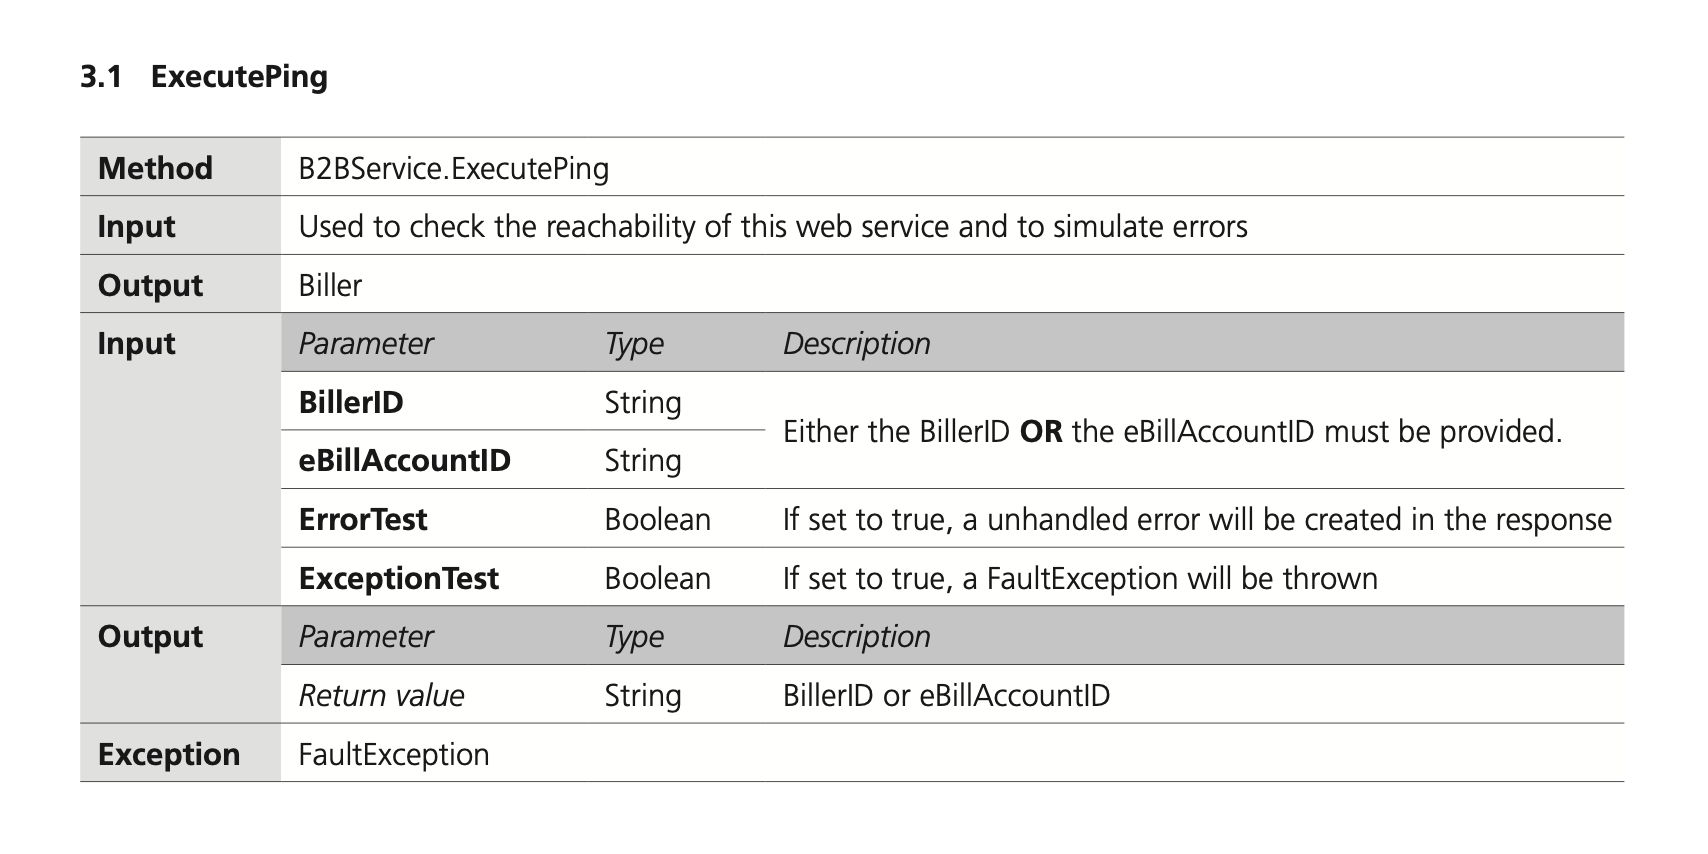 3.1 ExecutePing
Method B2BService.ExecutePing
Input Used to check the reachability of this web service and to simulate errors
Output Biller
Input Parameter Type Description
BillerID String
Either the BillerID OR the eBillAccountID must be provided.
eBillAccountID String
ErrorTest Boolean If set to true, a unhandled error will be created in the response
ExceptionTest Boolean If set to true, a FaultException will be thrown
Output Parameter Type Description
Return value String BillerID or eBillAccountID
Exception FaultException